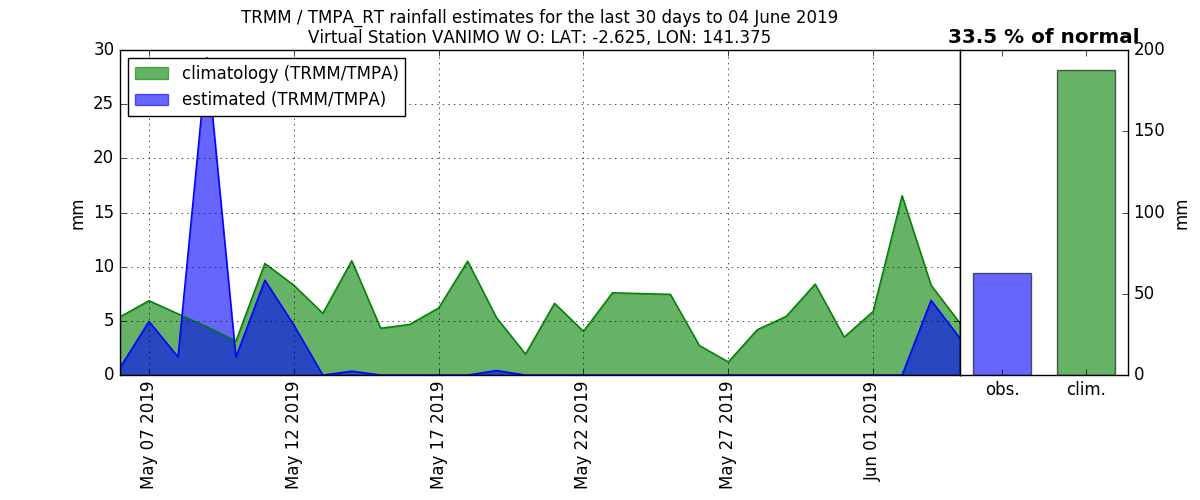 TRMM / TMPA_RT rainfall estimates for the last 30 days to 04 June 2019
Virtual Station VANIMO W O: LAT: -2.625, LON: 141.375
33.5 % of normal
climatology (TRMM/TMPA)
estimated (TRMM/TMPA)
30
25
20
15
10
5
0
mm
200
150
100
50
0
mm
May 07 2019
May 12 2019
May 17 2019
May 22 2019
May 27 2019
Jun 01 2019
obs.
clim.